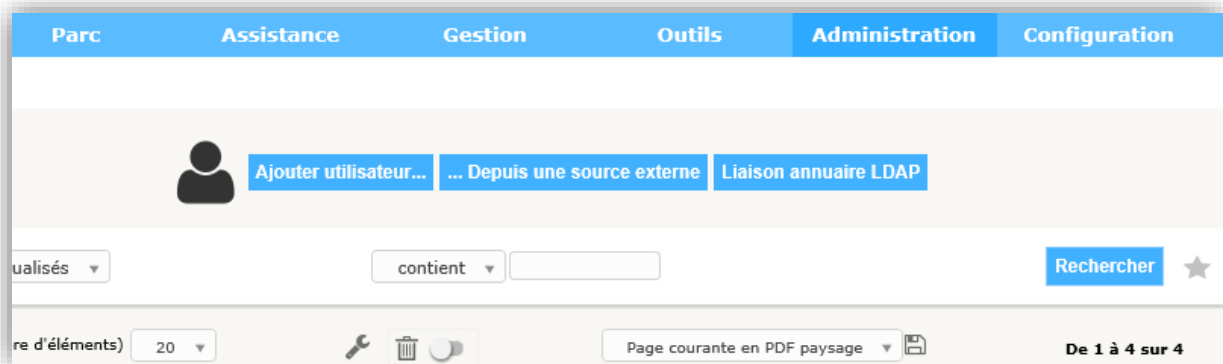 Parc Assistance Gestion Outils Administration Configuration
Ajouter utilisateur... ... Depuis une source externe Liaison annuaire LDAP
ualisés contient Rechercher
re d'éléments) 20 Page courante en PDF paysage De 1 à 4 sur 4